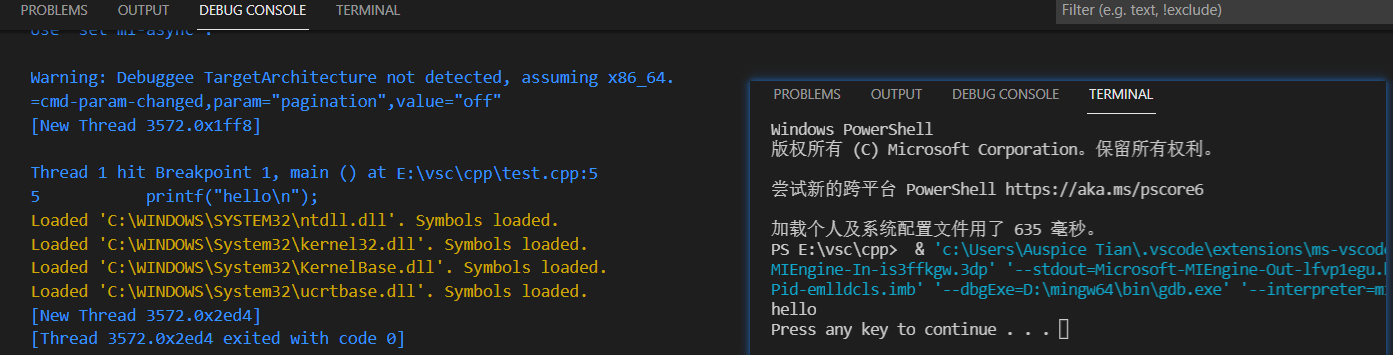 PROBLEMS OUTPUT DEBUG CONSOLE TERMINAL
Filter (e.g. text, !exclude)
Use "set mi-async".
Warning: Debuggee TargetArchitecture not detected, assuming x86_64.
=cmd-param-changed,param="pagination",value="off"
[New Thread 3572.0x1ff8]
Thread 1 hit Breakpoint 1, main () at E:\vsc\cpp\test.cpp:5
5 printf("hello\n");
Loaded 'C:\WINDOWS\SYSTEM32\ntdll.dll'. Symbols loaded.
Loaded 'C:\WINDOWS\System32\kernel32.dll'. Symbols loaded.
Loaded 'C:\WINDOWS\System32\KernelBase.dll'. Symbols loaded.
Loaded 'C:\WINDOWS\System32\ucrtbase.dll'. Symbols loaded.
[New Thread 3572.0x2ed4]
[Thread 3572.0x2ed4 exited with code 0]
PROBLEMS OUTPUT DEBUG CONSOLE TERMINAL
Windows PowerShell
版权所有 (C) Microsoft Corporation。保留所有权利。
尝试新的跨平台 PowerShell https://aka.ms/pscore6
加载个人及系统配置文件用了 635 毫秒。
PS E:\vsc\cpp> & 'c:\Users\Auspice Tian\.vscode\extensions\ms-vscod
MIEngine-In-is3ffkgw.3dp' '--stdout=Microsoft-MIEngine-Out-lfvp1egu.
Pid-emlldcls.imb' '--dbgExe=D:\mingw64\bin\gdb.exe' '--interpreter=m
hello
Press any key to continue . . .